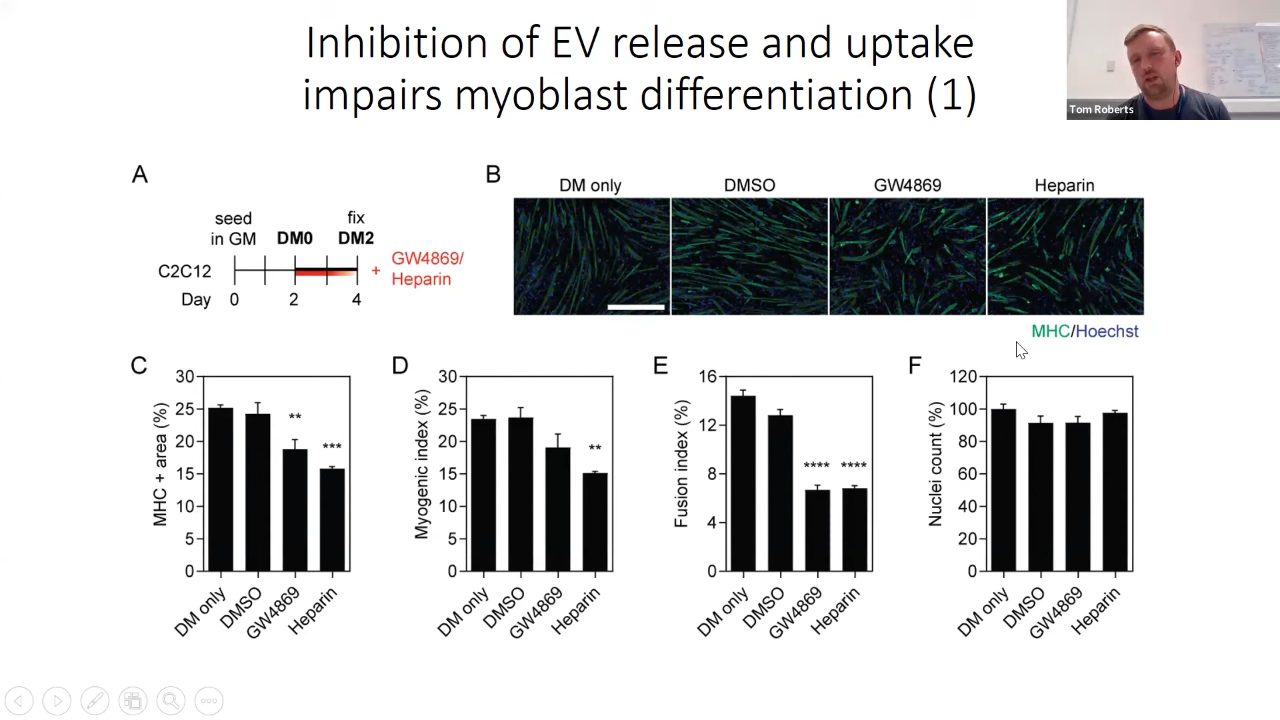 Inhibition of EV release and uptake
impairs myoblast differentiation (1)
Tom Roberts
A
seed
in GM
DM0
fix
DM2
C2C12
+
GW4869/
Heparin
Day
0
2
4
B
DM only
DMSO
GW4869
Heparin
MHC/Hoechst
C
MHC + area (%)
30
25
20
15
10
5
0
**
***
DM only
DMSO
GW4869
Heparin
D
Myogenic index (%)
30
25
20
15
10
5
0
**
DM only
DMSO
GW4869
Heparin
E
Fusion index (%)
16
12
8
4
0
****
****
DM only
DMSO
GW4869
Heparin
F
Nuclei count (%)
120
100
80
60
40
20
0
DM only
DMSO
GW4869
Heparin